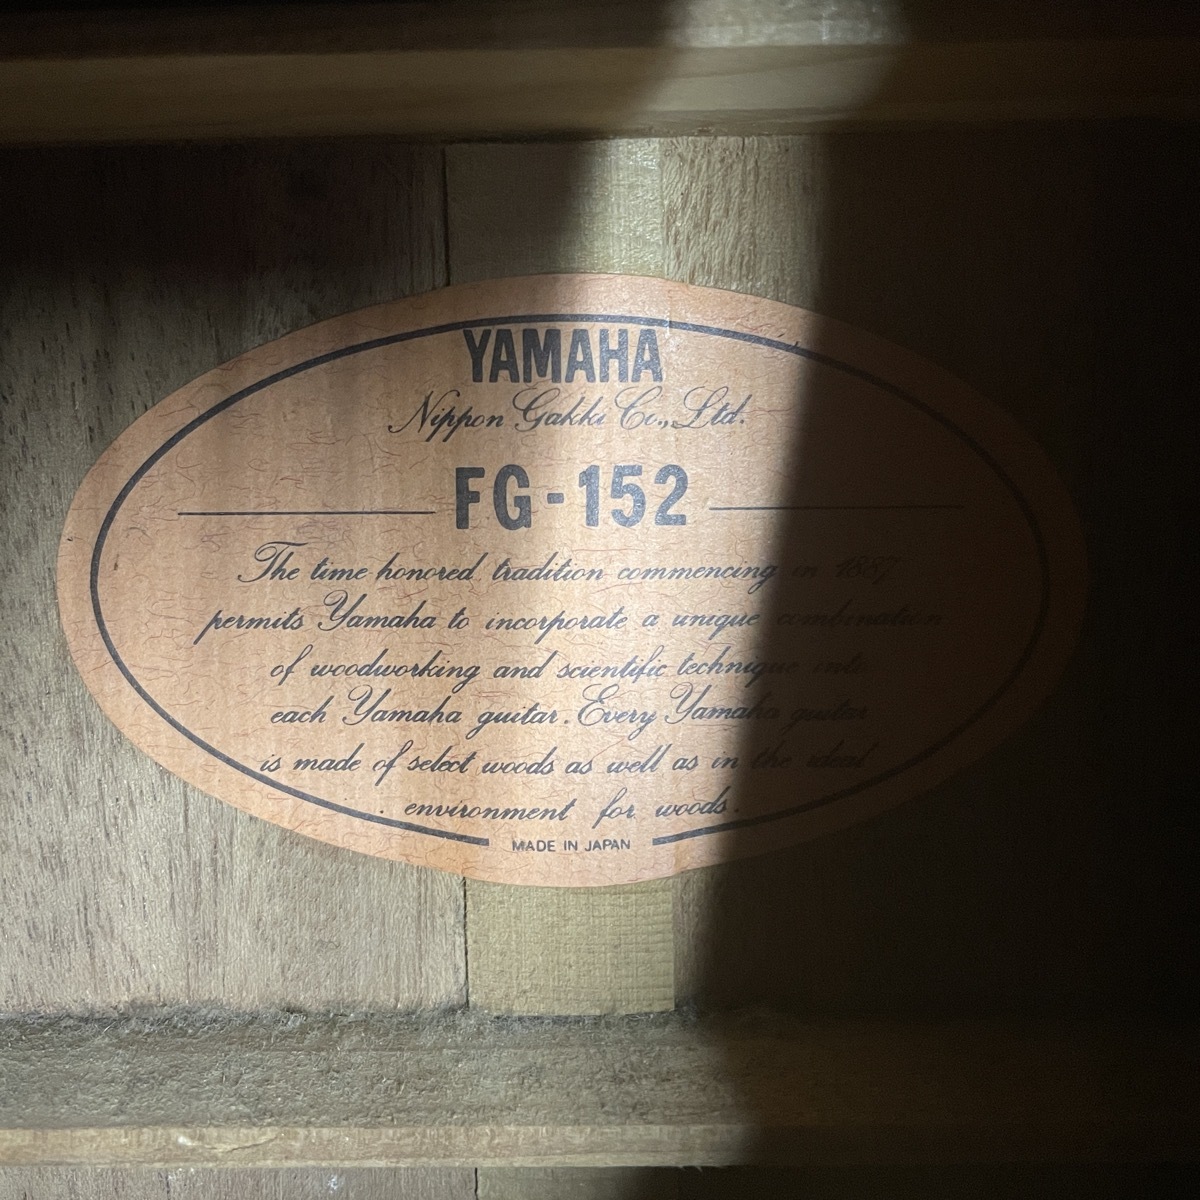 YAMAHA
Nippon Gakki Co., Ltd.
FG-152
The time honored tradition commencing in 1887
permits Yamaha to incorporate a unique combination
of woodworking and scientific technique into
each Yamaha guitar. Every Yamaha guitar
is made of select woods as well as in the ideal
environment for woods.
MADE IN JAPAN